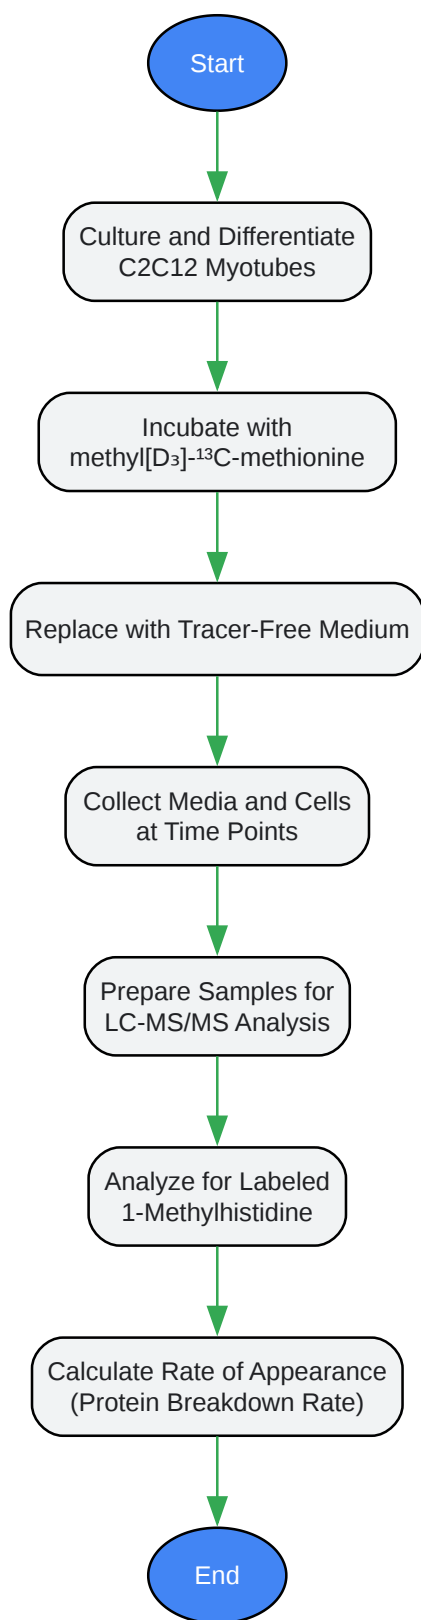 Start
Culture and Differentiate
C2C12 Myotubes
Incubate with
methyl[D₃]-¹³C-methionine
Replace with Tracer-Free Medium
Collect Media and Cells
at Time Points
Prepare Samples for
LC-MS/MS Analysis
Analyze for Labeled
1-Methylhistidine
Calculate Rate of Appearance
(Protein Breakdown Rate)
End